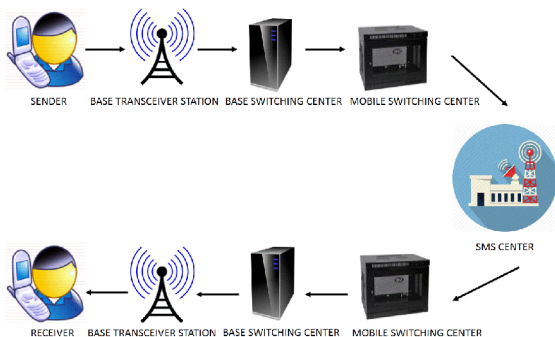 SENDER
BASE TRANSCEIVER STATION
BASE SWITCHING CENTER
MOBILE SWITCHING CENTER
SMS CENTER
RECEIVER
BASE TRANSCEIVER STATION
BASE SWITCHING CENTER
MOBILE SWITCHING CENTER